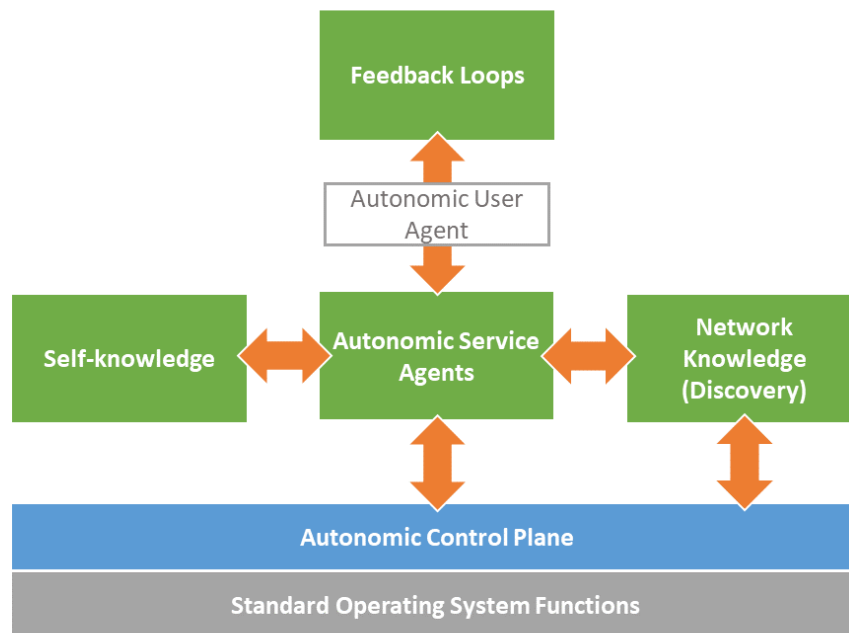 Feedback Loops
Autonomic User
Agent
Self-knowledge
Autonomic Service
Agents
Network
Knowledge
(Discovery)
Autonomic Control Plane
Standard Operating System Functions